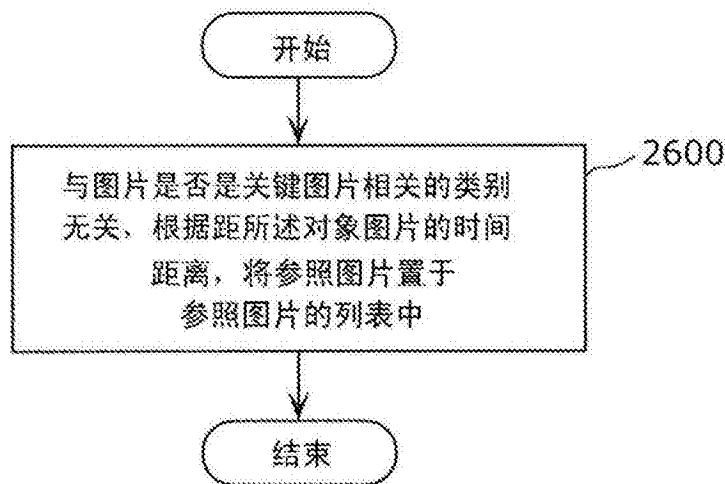 开始
2600
与图片是否是关键图片相关的类别
无关、根据距所述对象图片的时间
距离，将参照图片置于
参照图片的列表中
结束